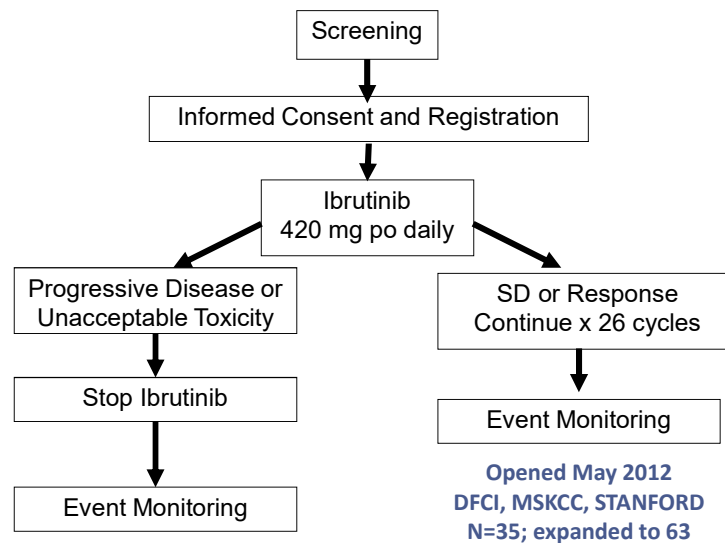 Screening
Informed Consent and Registration
Ibrutinib
420 mg po daily
Progressive Disease or
Unacceptable Toxicity
Stop Ibrutinib
Event Monitoring
SD or Response
Continue x 26 cycles
Event Monitoring
Opened May 2012
DFCI, MSKCC, STANFORD
N=35; expanded to 63